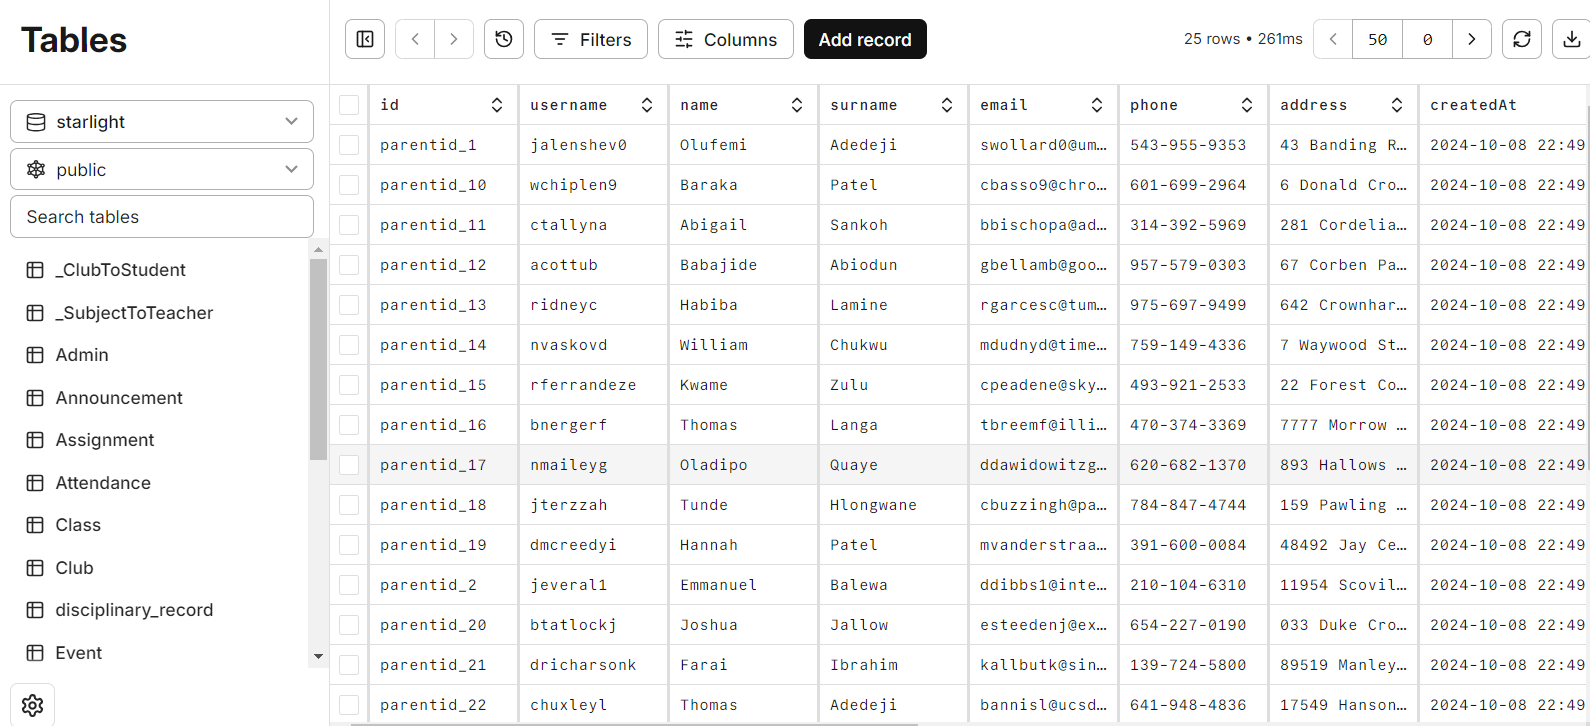 Tables
Filters
Columns
Add record
25 rows • 261ms
50
0
starlight
public
Search tables
_ClubToStudent
_SubjectToTeacher
Admin
Announcement
Assignment
Attendance
Class
Club
disciplinary_record
Event
id username name surname email phone address createdAt
parentid_1 jalenshev0 Olufemi Adedeji swollard0@um… 543-955-9353 43 Banding R… 2024-10-08 22:49
parentid_10 wchiplen9 Baraka Patel cbasso9@chro… 601-699-2964 6 Donald Cro… 2024-10-08 22:49
parentid_11 ctallyna Abigail Sankoh bbischopa@ad… 314-392-5969 281 Cordelia… 2024-10-08 22:49
parentid_12 acottub Babajide Abiodun gbellamb@goo… 957-579-0303 67 Corben Pa… 2024-10-08 22:49
parentid_13 ridneyc Habiba Lamine rgarcesc@tum… 975-697-9499 642 Crownhar… 2024-10-08 22:49
parentid_14 nvaskovd William Chukwu mdudnyd@time… 759-149-4336 7 Waywood St… 2024-10-08 22:49
parentid_15 rferrandeze Kwame Zulu cpeadene@sky… 493-921-2533 22 Forest Co… 2024-10-08 22:49
parentid_16 bnergerf Thomas Langa tbreemf@illi… 470-374-3369 7777 Morrow … 2024-10-08 22:49
parentid_17 nmaileyg Oladipo Quaye ddawidowitzg… 620-682-1370 893 Hallows … 2024-10-08 22:49
parentid_18 jterzzah Tunde Hlongwane cbuzzingh@pa… 784-847-4744 159 Pawling … 2024-10-08 22:49
parentid_19 dmcreedyi Hannah Patel mvanderstraa… 391-600-0084 48492 Jay Ce… 2024-10-08 22:49
parentid_2 jeveral1 Emmanuel Balewa ddibbs1@inte… 210-104-6310 11954 Scovil… 2024-10-08 22:49
parentid_20 btatlockj Joshua Jallow esteedenj@ex… 654-227-0190 033 Duke Cro… 2024-10-08 22:49
parentid_21 dricharsonk Farai Ibrahim kallbutk@sin… 139-724-5800 89519 Manley… 2024-10-08 22:49
parentid_22 chuxleyl Thomas Adedeji bannisl@ucsd… 641-948-4836 17549 Hanson… 2024-10-08 22:49